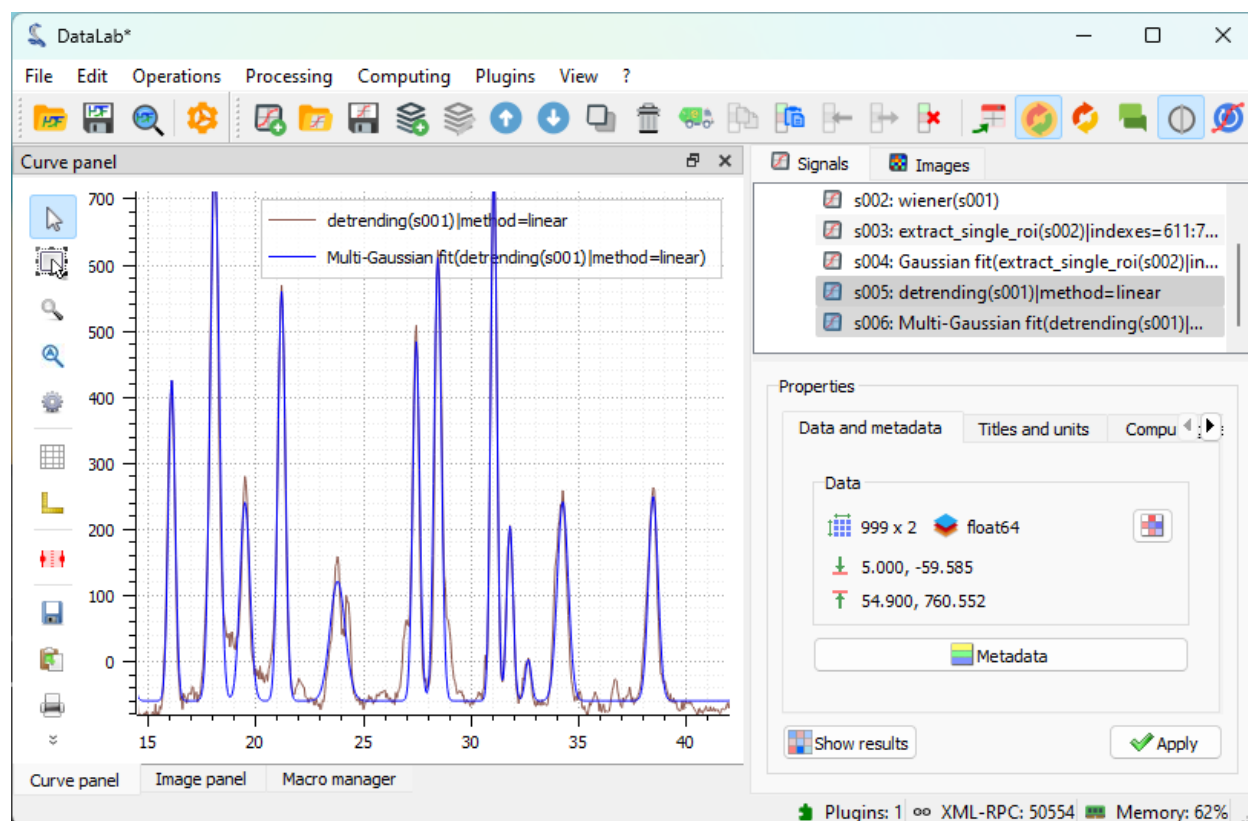 DataLab*
File Edit Operations Processing Computing Plugins View ?
Curve panel
700
600
500
400
300
200
100
0
15 20 25 30 35 40
detrending(s001)|method=linear
Multi-Gaussian fit(detrending(s001)|method=linear)
Curve panel Image panel Macro manager
Signals Images
s002: wiener(s001)
s003: extract_single_roi(s002)|indexes=611:7...
s004: Gaussian fit(extract_single_roi(s002)|in...
s005: detrending(s001)|method=linear
s006: Multi-Gaussian fit(detrending(s001)|...
Properties
Data and metadata Titles and units Compu
Data
999 x 2 float64
5.000, -59.585
54.900, 760.552
Metadata
Show results Apply
Plugins: 1 XML-RPC: 50554 Memory: 62%